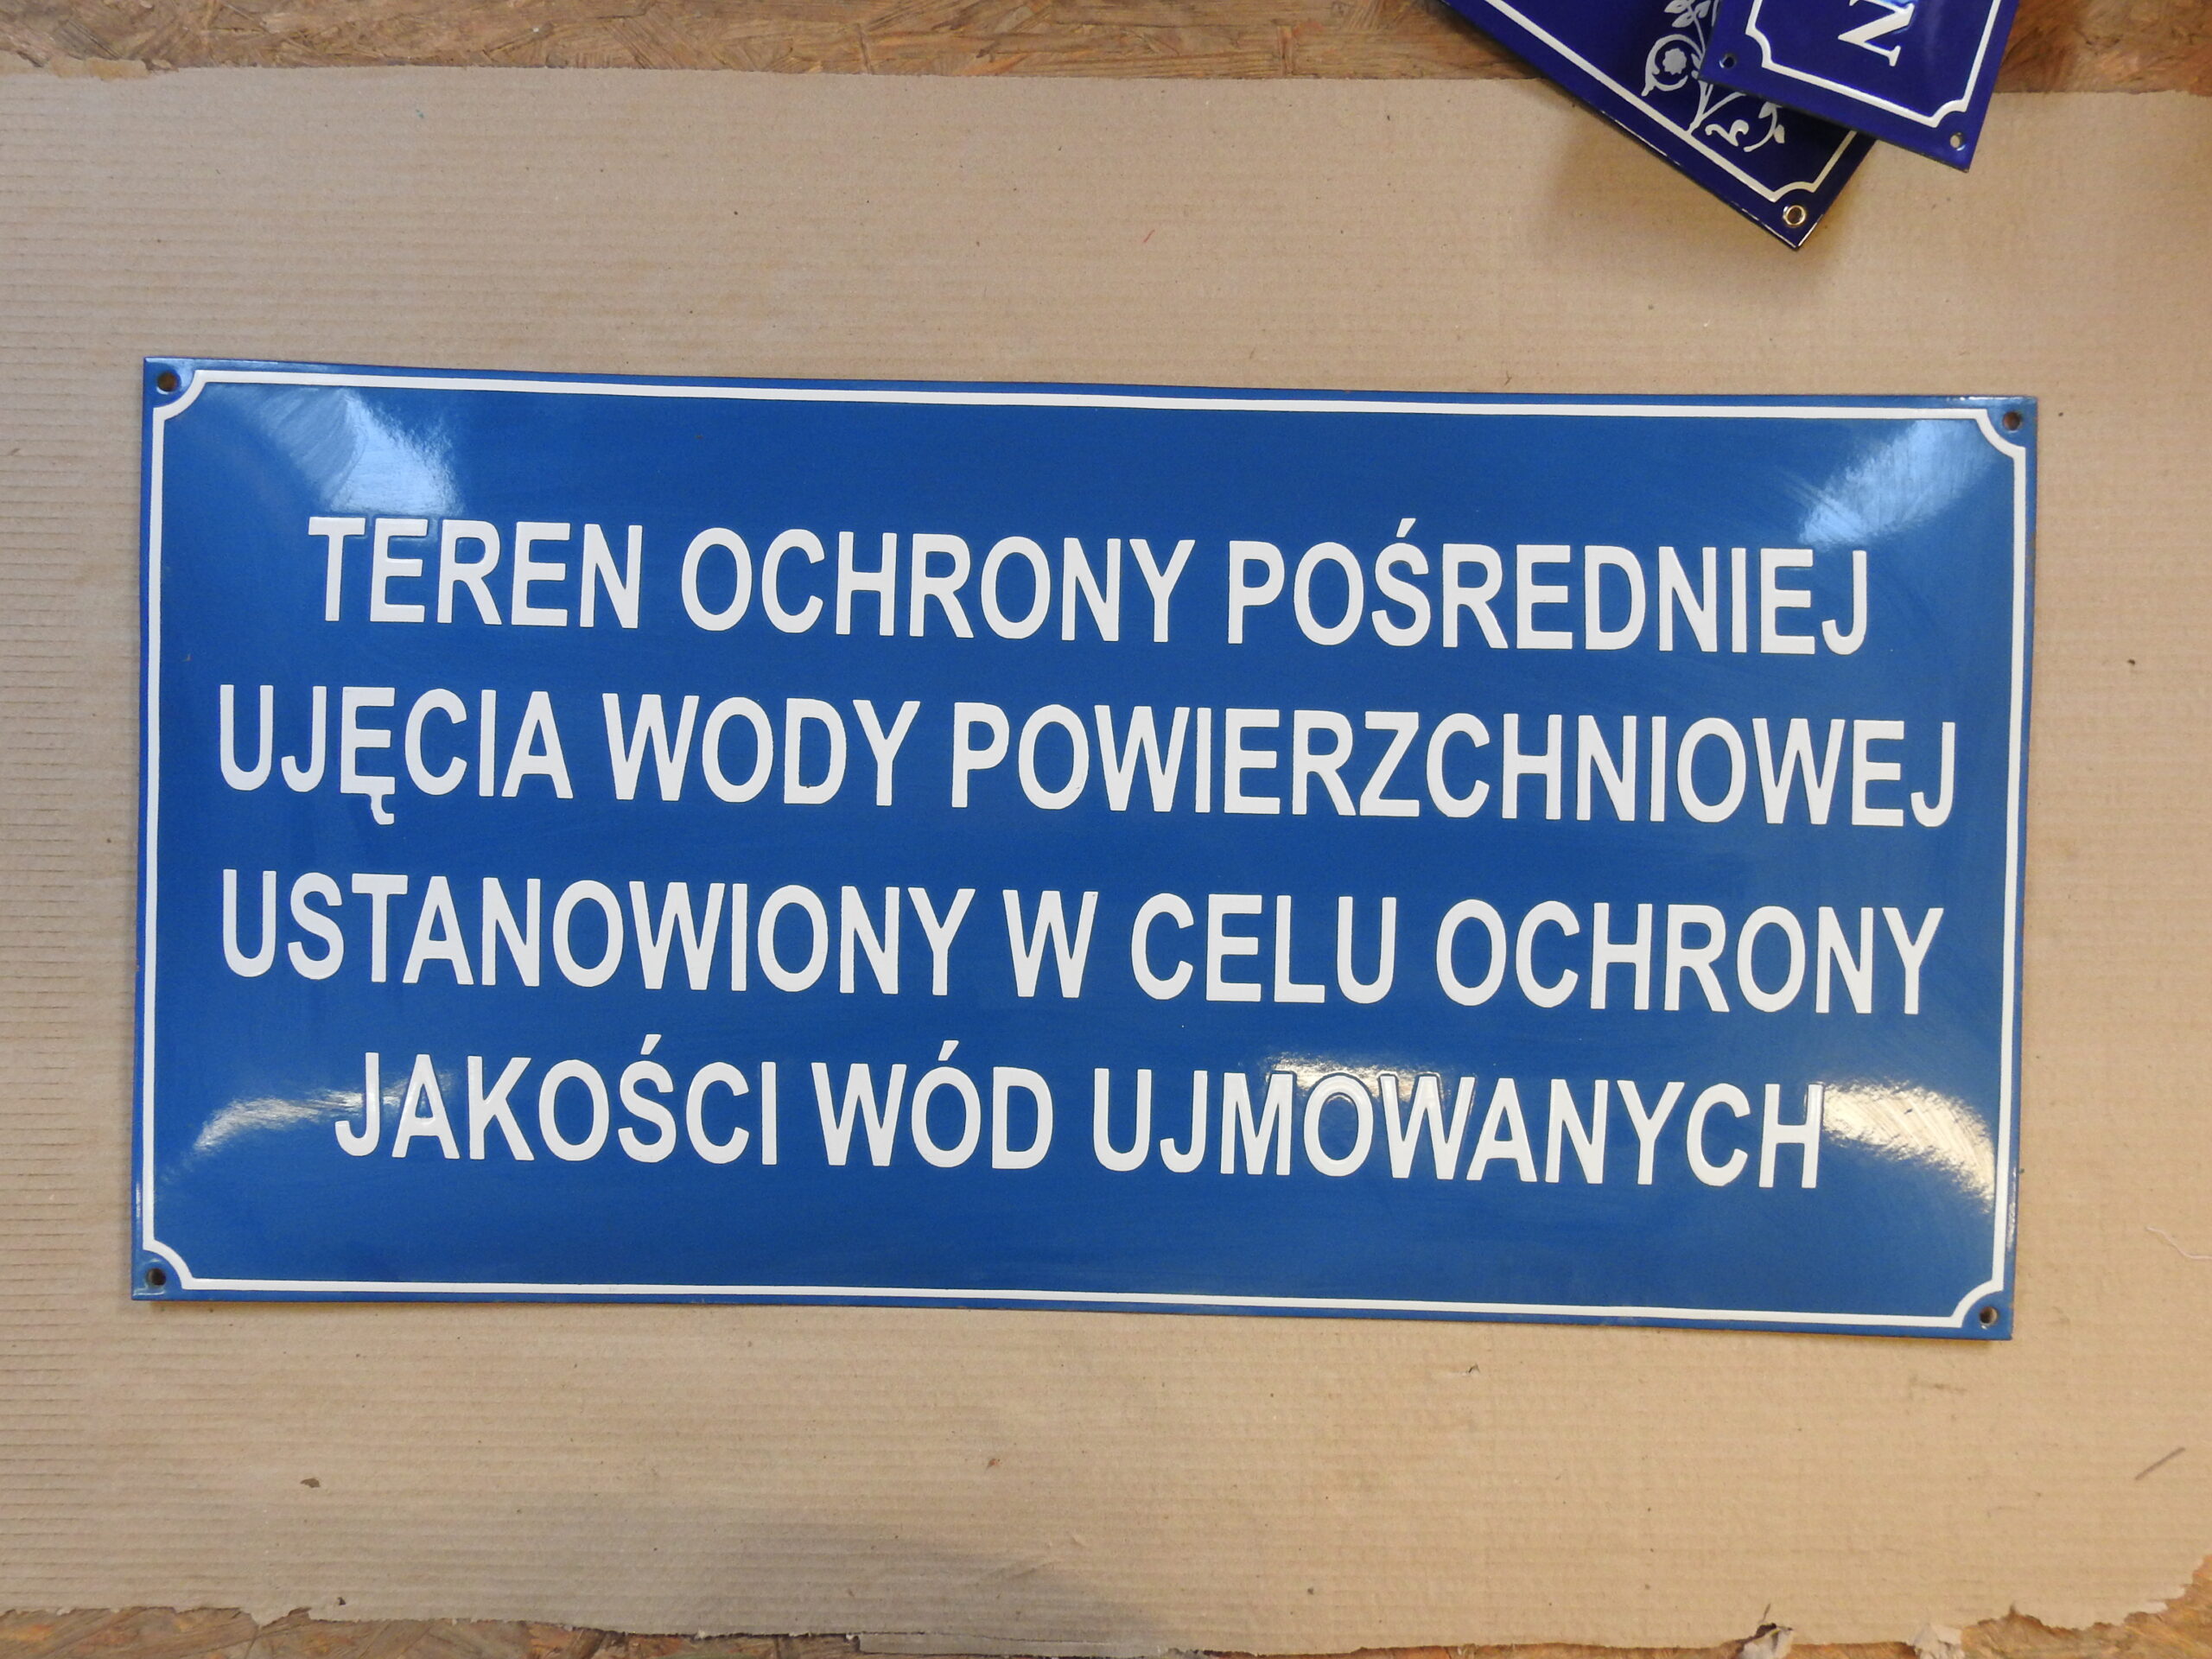 N
TEREN OCHRONY POŚREDNIEJ
UJĘCIA WODY POWIERZCHNIOWEJ
USTANOWIONY W CELU OCHRONY
JAKOŚCI WÓD UJMOWANYCH